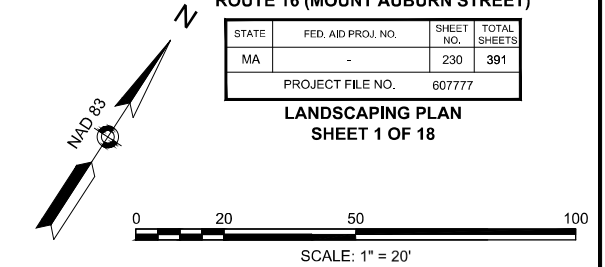 ROUTE 16 (MOUNT AUBURN STREET)
STATE FED. AID PROJ. NO. SHEET NO. TOTAL SHEETS
MA - 230 391
PROJECT FILE NO. 607777
LANDSCAPING PLAN
SHEET 1 OF 18
N
NAD 83
0 20 50 100
SCALE: 1" = 20'